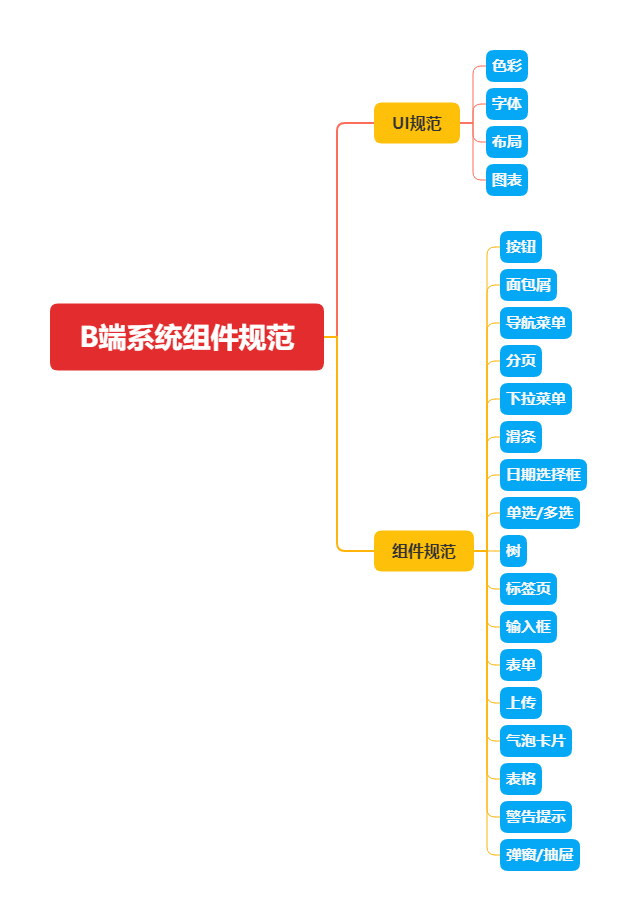 B端系统组件规范
UI规范
色彩
字体
布局
图表
组件规范
按钮
面包屑
导航菜单
分页
下拉菜单
滑条
日期选择框
单选/多选
树
标签页
输入框
表单
上传
气泡卡片
表格
警告提示
弹窗/抽屉